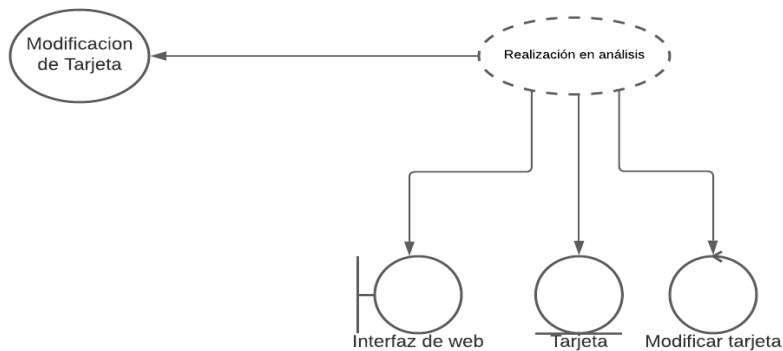 Modificacion
de Tarjeta
Realización en análisis
Interfaz de web
Tarjeta
Modificar tarjeta